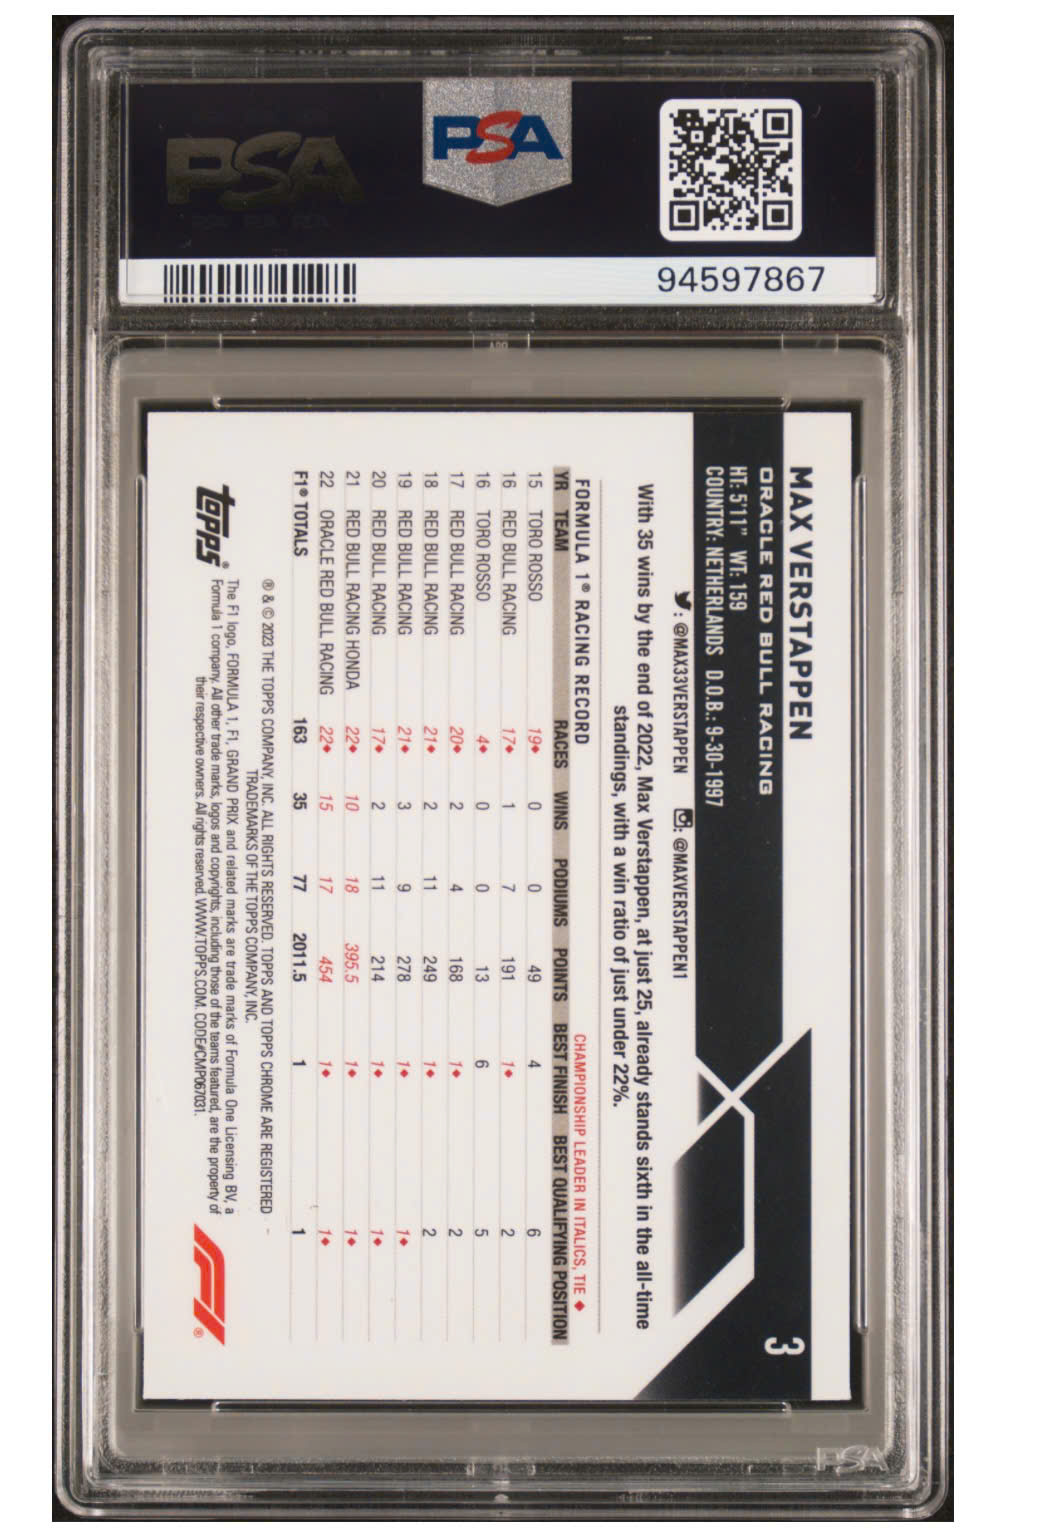 PSA
PSA
94597867
MAX VERSTAPPEN
3
ORACLE RED BULL RACING
HT: 5'11" WT: 159
COUNTRY: NETHERLANDS D.O.B.: 9-30-1997
: @MAX33VERSTAPPEN : @MAXVERSTAPPEN1
With 35 wins by the end of 2022, Max Verstappen, at just 25, already stands sixth in the all-time
standings, with a win ratio of just under 22%.
FORMULA 1® RACING RECORD CHAMPIONSHIP LEADER IN ITALICS, TIE ♦
YR TEAM RACES WINS PODIUMS POINTS BEST FINISH BEST QUALIFYING POSITION
15 TORO ROSSO 19♦ 0 0 49 4 6
16 RED BULL RACING 17♦ 1 7 191 1♦ 2
16 TORO ROSSO 4♦ 0 0 13 6 5
17 RED BULL RACING 20♦ 2 4 168 1♦ 2
18 RED BULL RACING 21♦ 2 11 249 1♦ 2
19 RED BULL RACING 21♦ 3 9 278 1♦ 1♦
20 RED BULL RACING 17♦ 2 11 214 1♦ 1♦
21 RED BULL RACING HONDA 22♦ 10 18 395.5 1♦ 1♦
22 ORACLE RED BULL RACING 22♦ 15 17 454 1♦ 1♦
F1® TOTALS 163 35 77 2011.5 1 1
® & © 2023 THE TOPPS COMPANY, INC. ALL RIGHTS RESERVED. TOPPS AND TOPPS CHROME ARE REGISTERED
TRADEMARKS OF THE TOPPS COMPANY, INC.
The F1 logo, FORMULA 1, F1, GRAND PRIX and related marks are trade marks of Formula One Licensing BV, a
Formula 1 company. All other trade marks, logos and copyrights, including those of the teams featured, are the property of
their respective owners. All rights reserved. WWW.TOPPS.COM. CODE#CMP067031.
topps®
F1®
PSA